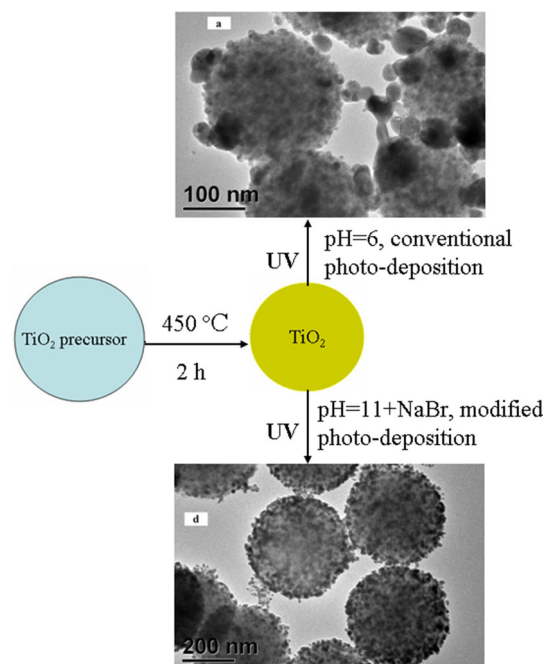 a
100 nm
pH=6, conventional
UV
photo-deposition
450 °C
TiO₂ precursor
TiO₂
2 h
pH=11+NaBr, modified
UV
photo-deposition
d
200 nm